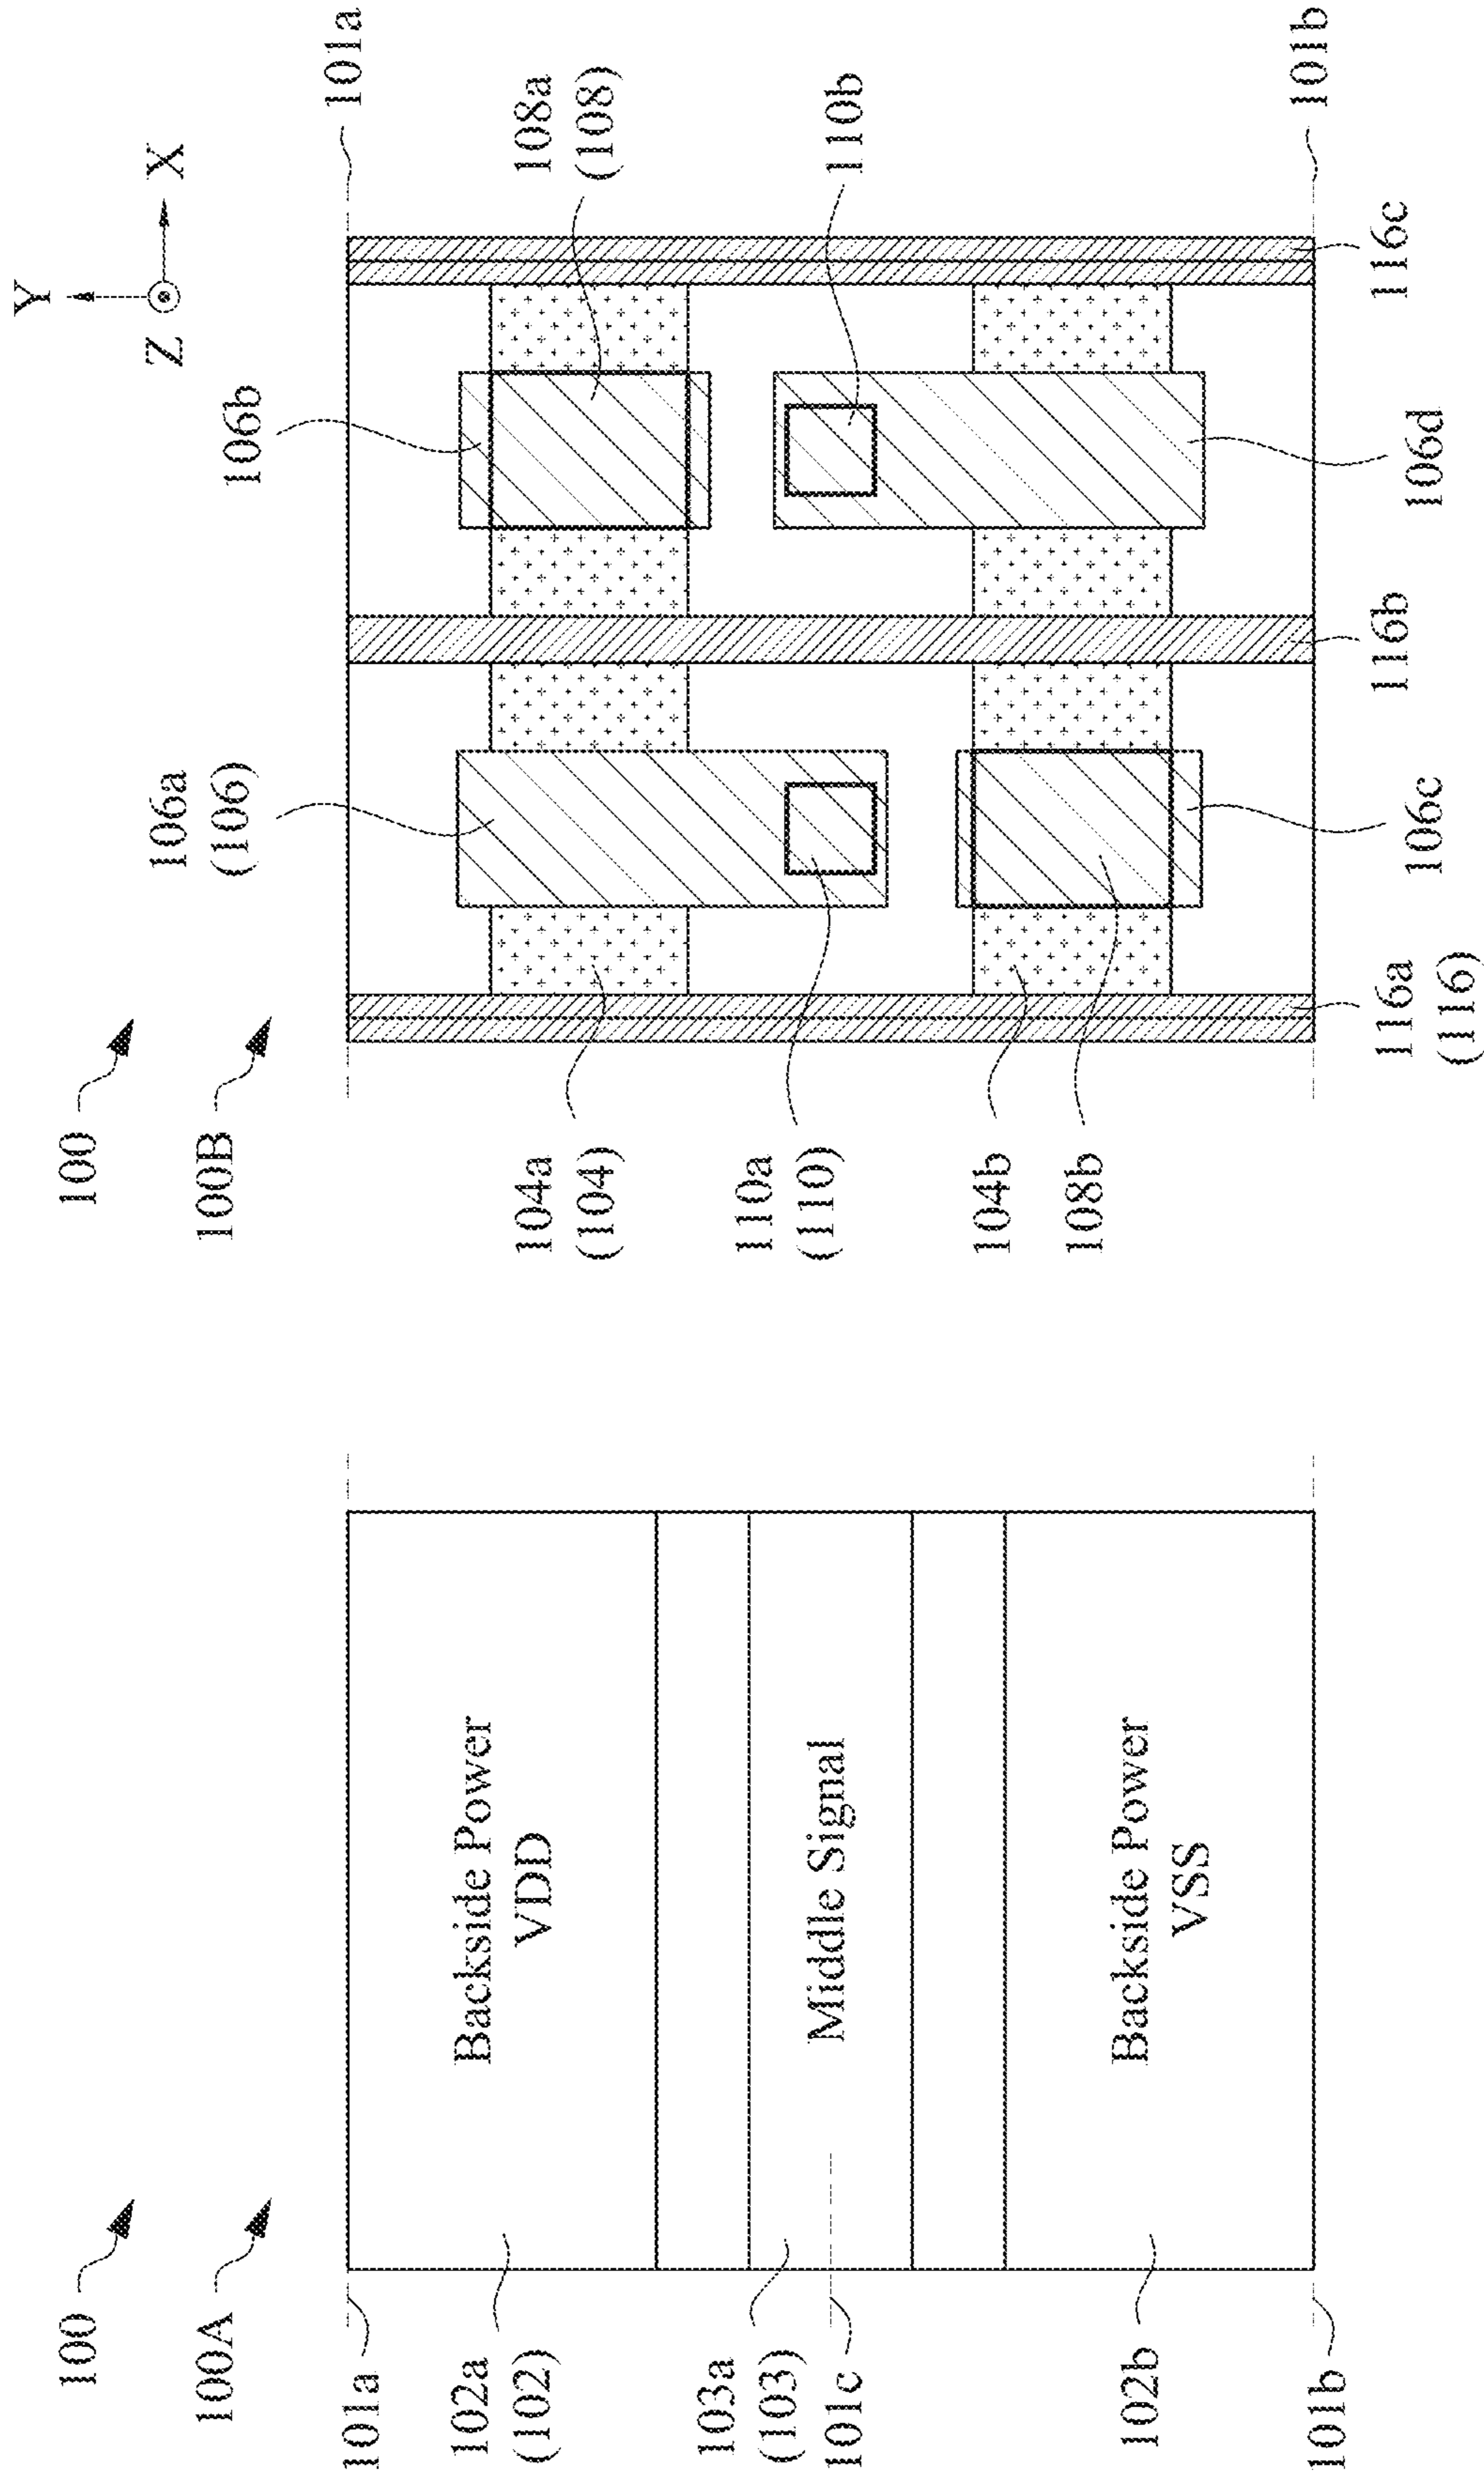 100
100A
101a
102a
(102)
103a
(103)
101c
102b
101b
Backside Power
VDD
Middle Signal
Backside Power
VSS
100
100B
106a
(106)
106b
Y
Z
X
101a
108a
(108)
110b
101b
104a
(104)
110a
(110)
104b
108b
116a
(116)
106c
116b
106d
116c